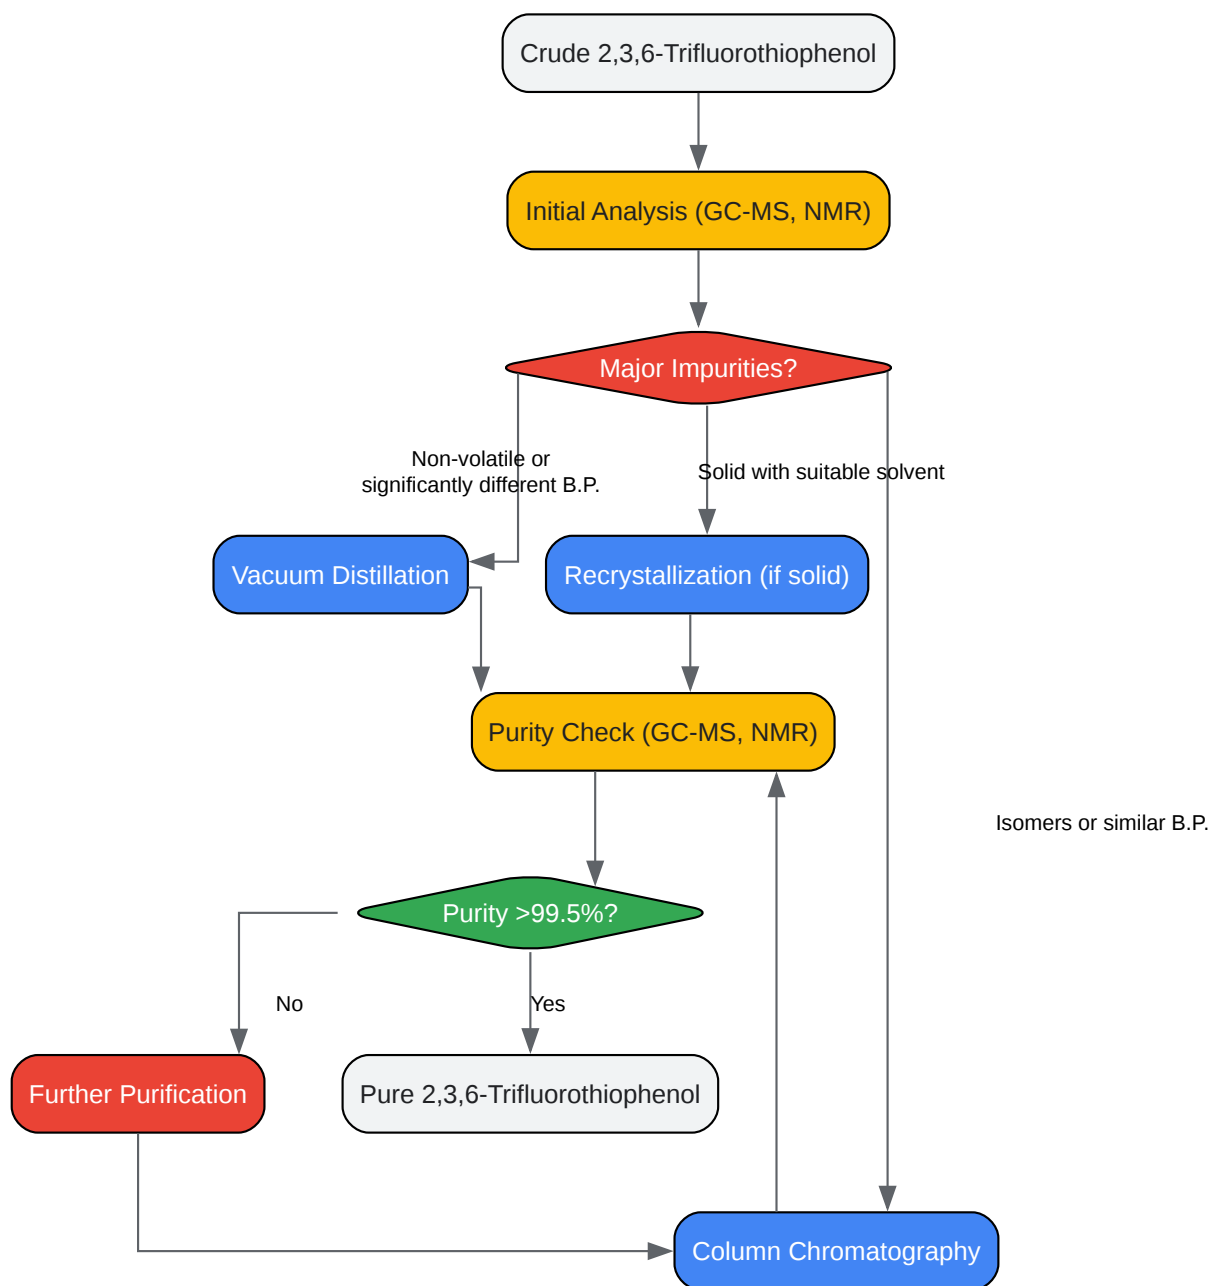 Crude 2,3,6-Trifluorothiophenol
Initial Analysis (GC-MS, NMR)
Major Impurities?
Non-volatile or
significantly different B.P.
Solid with suitable solvent
Vacuum Distillation
Recrystallization (if solid)
Purity Check (GC-MS, NMR)
Isomers or similar B.P.
Purity >99.5%?
No
Yes
Further Purification
Pure 2,3,6-Trifluorothiophenol
Column Chromatography